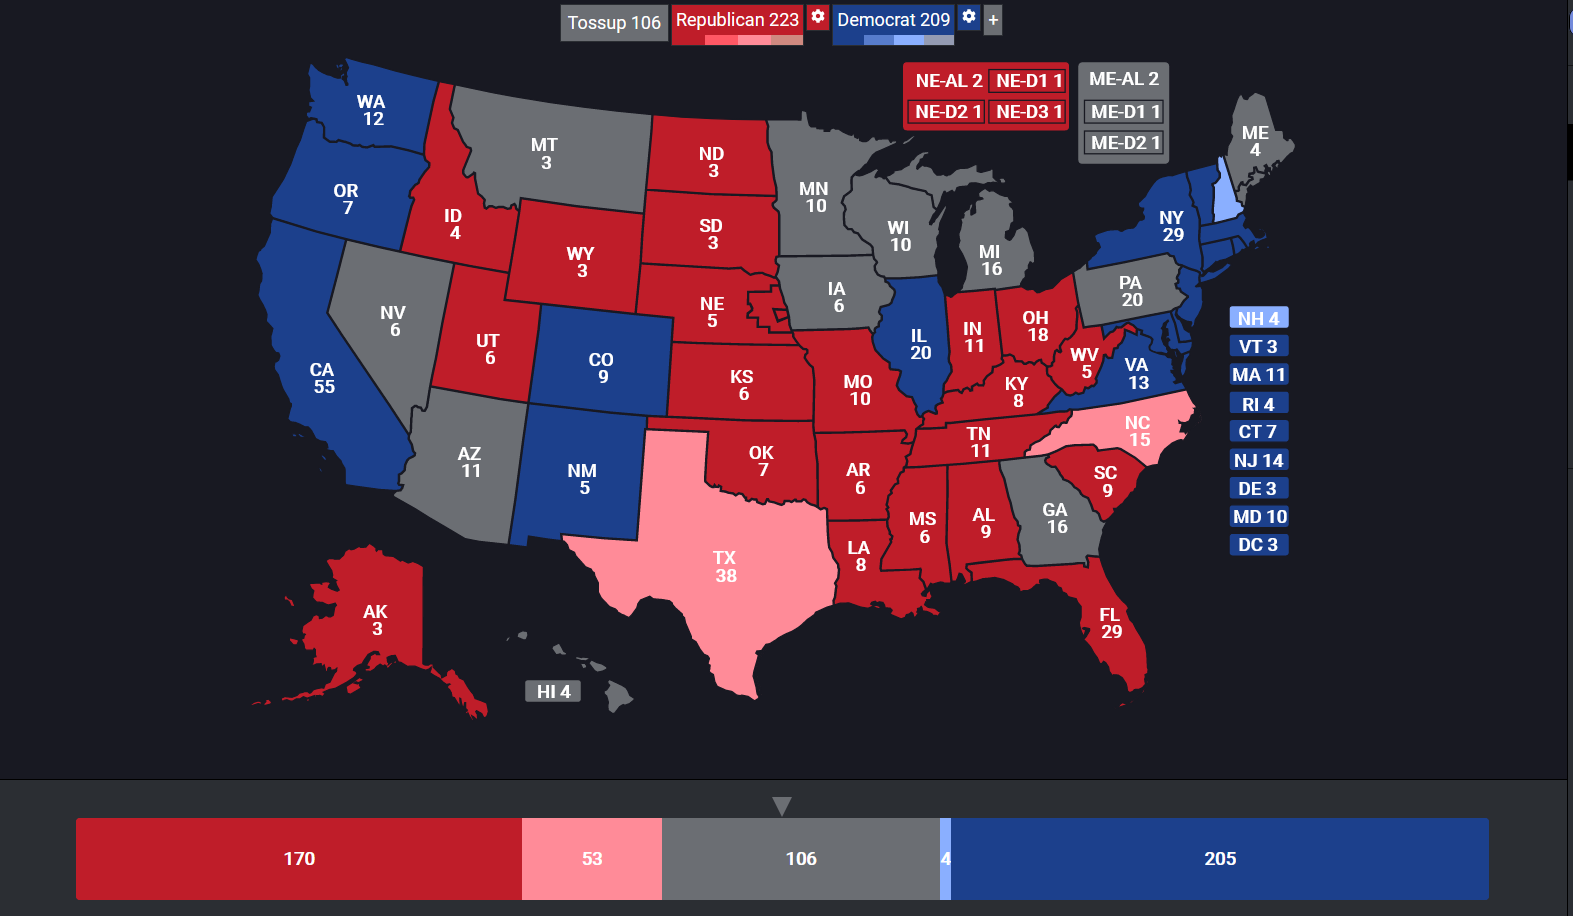 Tossup 106
Republican 223
Democrat 209
+
NE-AL 2
NE-D1 1
NE-D2 1
NE-D3 1
ME-AL 2
ME-D1 1
ME-D2 1
WA
12
OR
7
CA
55
ID
4
NV
6
MT
3
WY
3
UT
6
AZ
11
CO
9
NM
5
ND
3
SD
3
NE
5
KS
6
OK
7
TX
38
MN
10
IA
6
MO
10
AR
6
LA
8
WI
10
IL
20
MI
16
IN
11
OH
18
KY
8
TN
11
MS
6
AL
9
GA
16
FL
29
SC
9
NC
15
VA
13
WV
5
PA
20
NY
29
ME
4
NH 4
VT 3
MA 11
RI 4
CT 7
NJ 14
DE 3
MD 10
DC 3
AK
3
HI 4
170
53
106
4
205